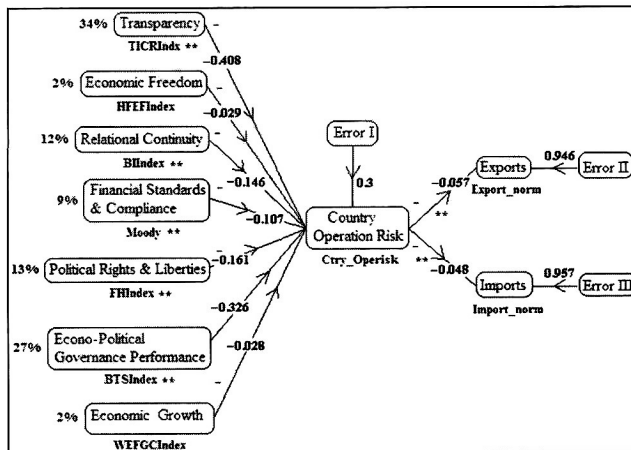 34% Transparency
TICRIndx **
-
-0.408
2% Economic Freedom
HFEFIndex
-
-0.029
12% Relational Continuity
BIIndex **
-
-0.146
9% Financial Standards
& Compliance
Moody **
-
-0.107
13% Political Rights & Liberties
FHIndex **
-
-0.161
27% Econo-Political
Governance Performance
BTSIndex **
-
-0.326
2% Economic Growth
WEFGCIndex
-
-0.028
Error I
0.3
Country
Operation Risk
Ctry_Operisk
-
-0.057
**
Exports
Export_norm
0.946
Error II
-
**
-0.048
Imports
Import_norm
0.957
Error III